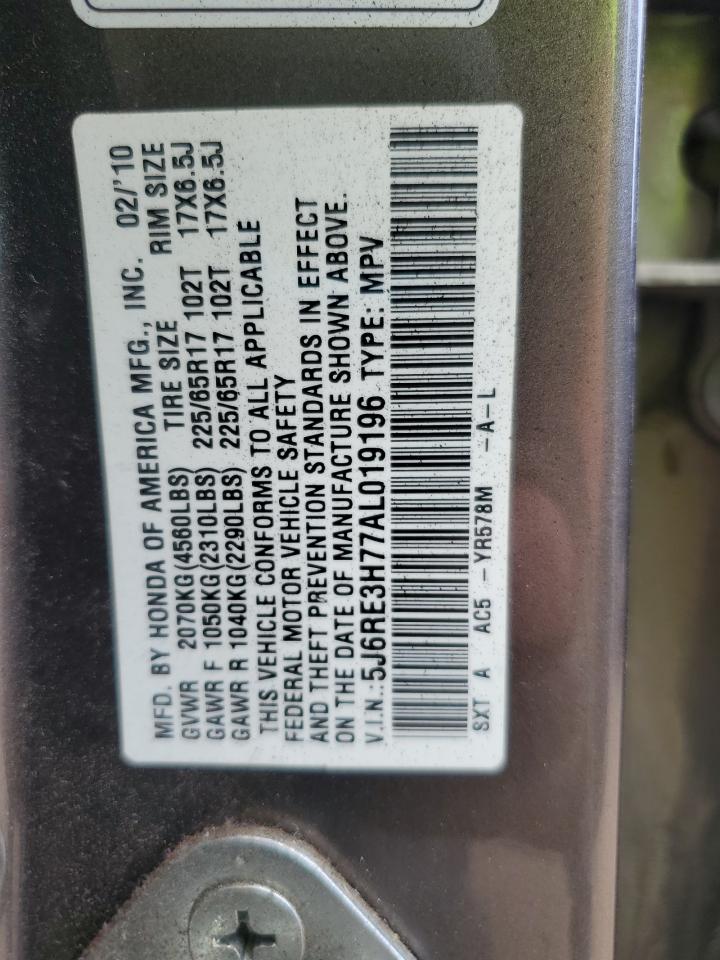 MFD. BY HONDA OF AMERICA MFG., INC. 02/'10
GVWR 2070KG(4560LBS) TIRE SIZE RIM SIZE
GAWR F 1050KG(2310LBS) 225/65R17 102T 17X6.5J
GAWR R 1040KG(2290LBS) 225/65R17 102T 17X6.5J
THIS VEHICLE CONFORMS TO ALL APPLICABLE
FEDERAL MOTOR VEHICLE SAFETY
AND THEFT PREVENTION STANDARDS IN EFFECT
ON THE DATE OF MANUFACTURE SHOWN ABOVE.
V.I.N.:5J6RE3H77AL019196 TYPE: MPV
SXT A AC5 -YR578M -A-L